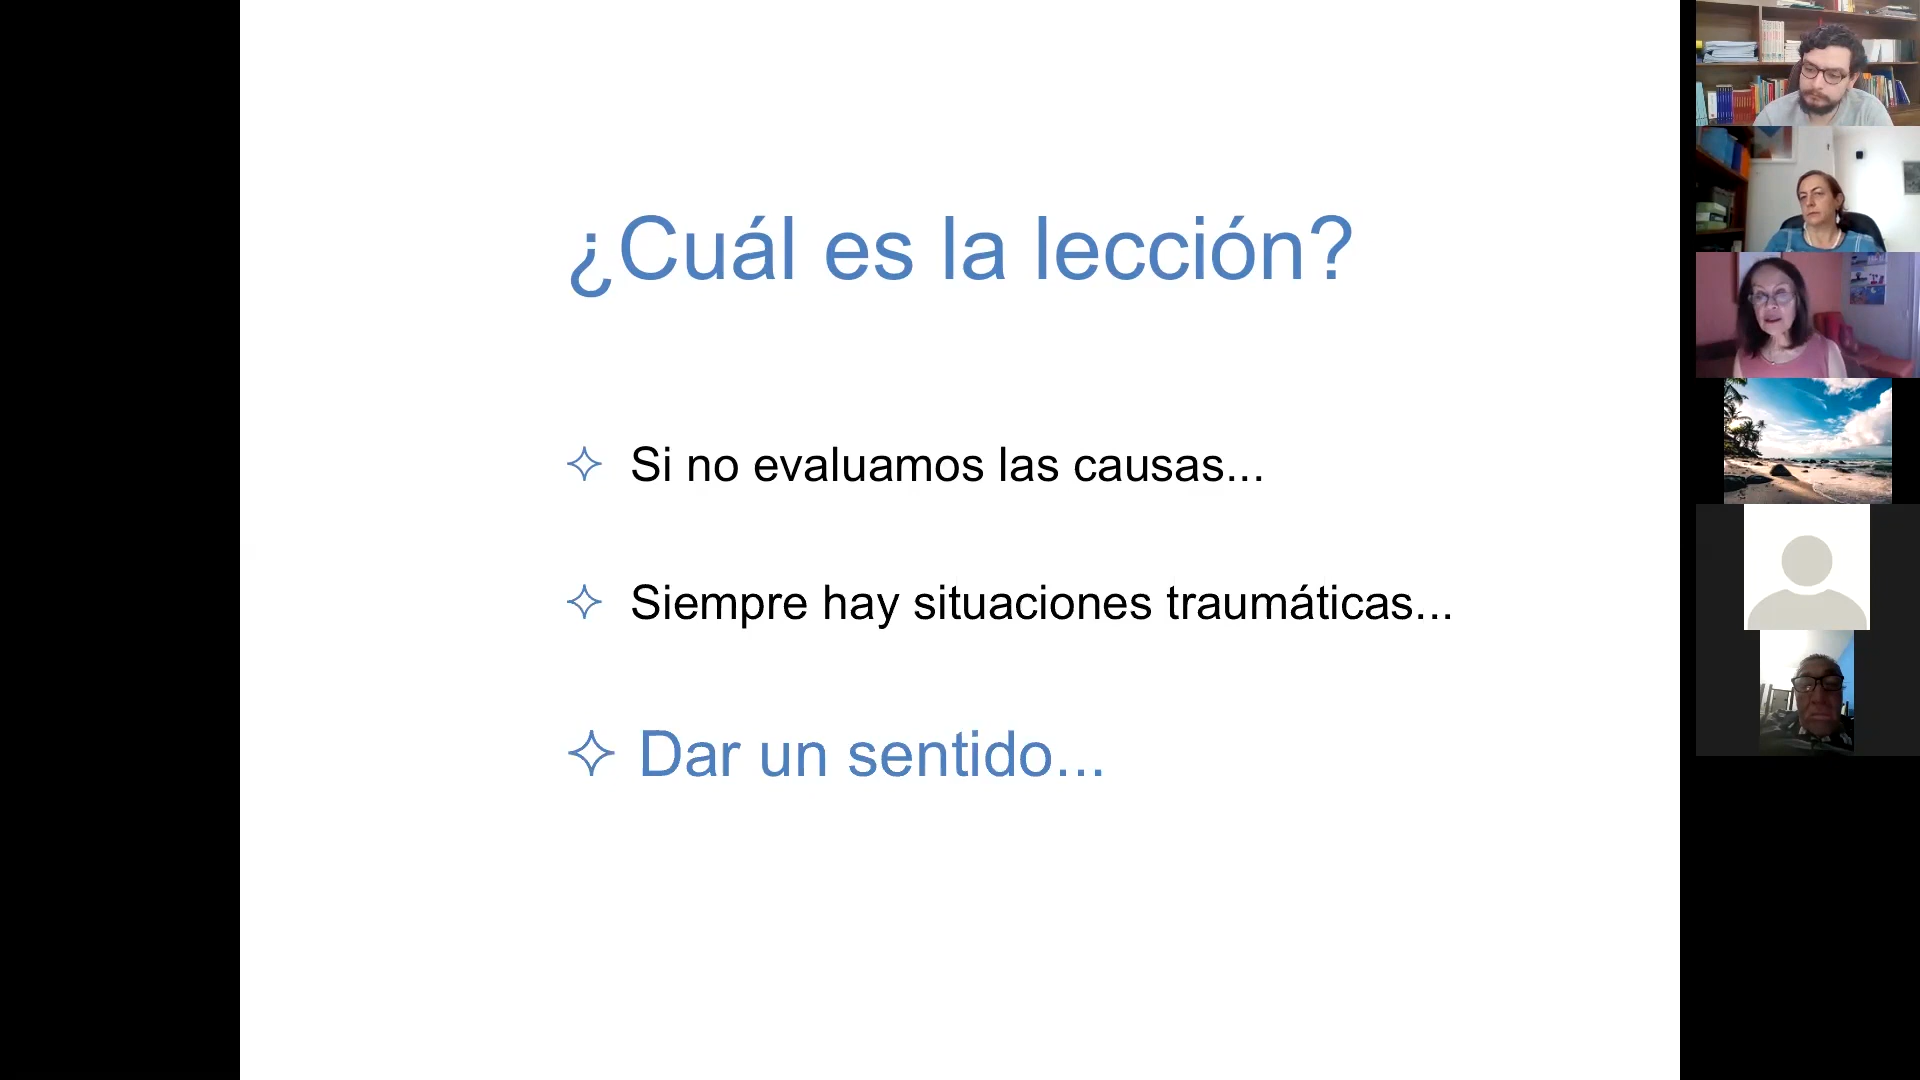 ¿Cuál es la lección?
Si no evaluamos las causas...
Siempre hay situaciones traumáticas...
Dar un sentido...